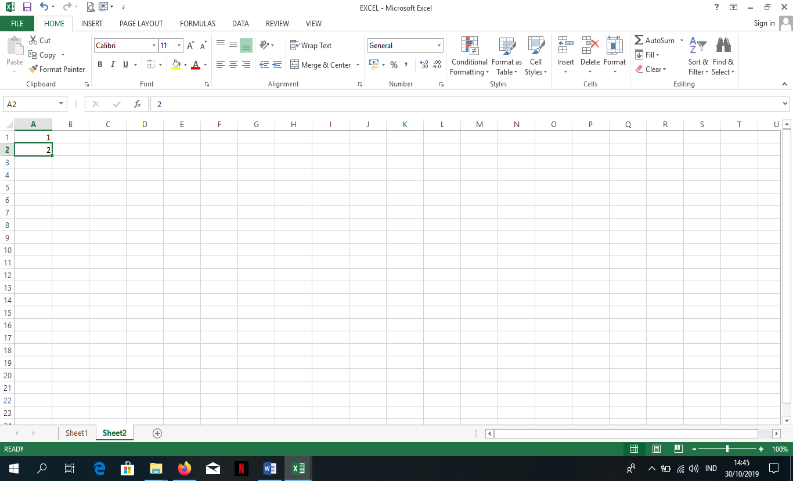 EXCEL - Microsoft Excel
FILE HOME INSERT PAGE LAYOUT FORMULAS DATA REVIEW VIEW Sign in
Paste
Cut
Copy
Format Painter
Clipboard
Calibri 11
B I U
Font
Wrap Text
Merge & Center
Alignment
General
% ,
Number
Conditional Formatting
Format as Table
Cell Styles
Styles
Insert Delete Format
Cells
AutoSum
Fill
Clear
Sort & Filter
Find & Select
Editing
A2 fx 2
A B C D E F G H I J K L M N O P Q R S T U
1 1
2 2
3
4
5
6
7
8
9
10
11
12
13
14
15
16
17
18
19
20
21
22
23
Sheet1 Sheet2
READY 100%
IND 14:45
30/10/2019